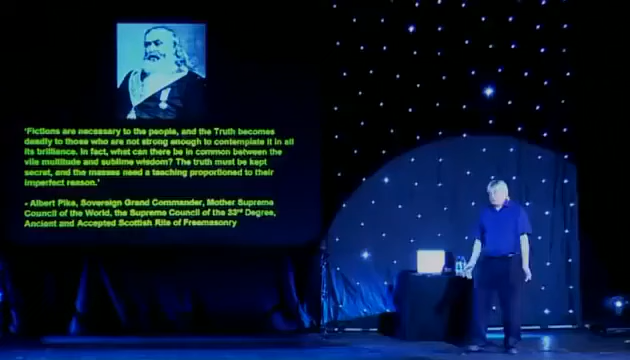 'Fictions are necessary to the people, and the Truth becomes
deadly to those who are not strong enough to contemplate it in all
its brilliance. In fact, what can there be in common between the
vile multitude and sublime wisdom? The truth must be kept
secret, and the masses need a teaching proportioned to their
imperfect reason.'
- Albert Pike, Sovereign Grand Commander, Mother Supreme
Council of the World, the Supreme Council of the 33rd Degree,
Ancient and Accepted Scottish Rite of Freemasonry